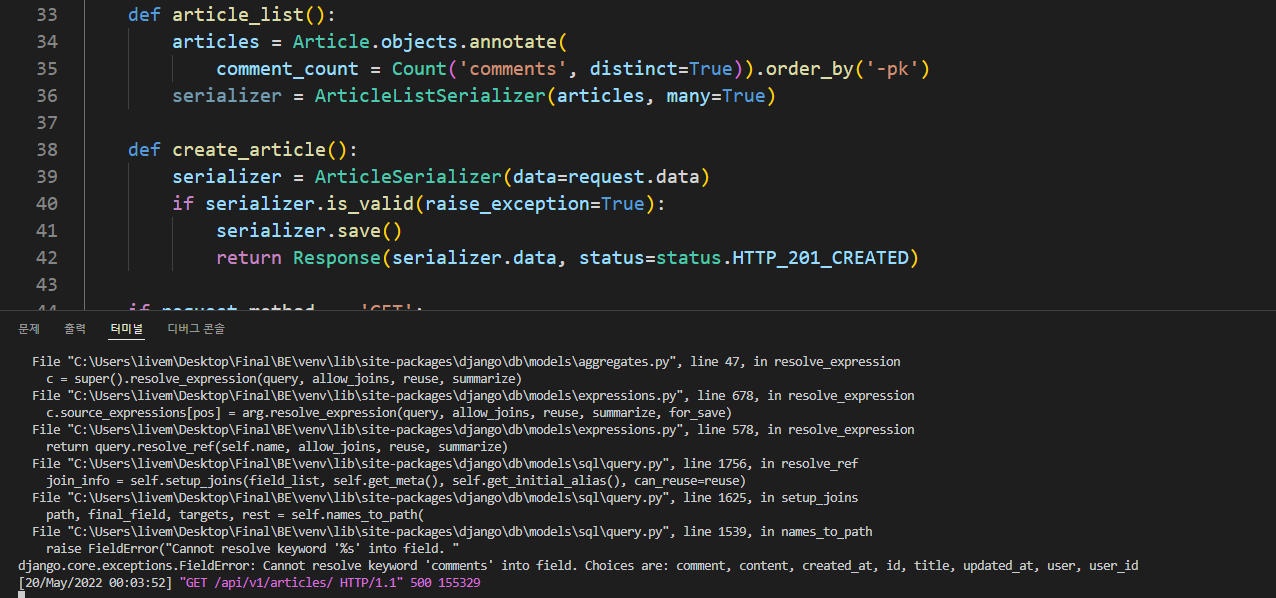 33 def article_list():
34 articles = Article.objects.annotate(
35 comment_count = Count('comments', distinct=True)).order_by('-pk')
36 serializer = ArticleListSerializer(articles, many=True)
37
38 def create_article():
39 serializer = ArticleSerializer(data=request.data)
40 if serializer.is_valid(raise_exception=True):
41 serializer.save()
42 return Response(serializer.data, status=status.HTTP_201_CREATED)
43
44 if request.method 'GET':
문제 출력 터미널 디버그 콘솔
File "C:\Users\livem\Desktop\Final\BE\venv\lib\site-packages\django\db\models\aggregates.py", line 47, in resolve_expression
c = super().resolve_expression(query, allow_joins, reuse, summarize)
File "C:\Users\livem\Desktop\Final\BE\venv\lib\site-packages\django\db\models\expressions.py", line 678, in resolve_expression
c.source_expressions[pos] = arg.resolve_expression(query, allow_joins, reuse, summarize, for_save)
File "C:\Users\livem\Desktop\Final\BE\venv\lib\site-packages\django\db\models\expressions.py", line 578, in resolve_expression
return query.resolve_ref(self.name, allow_joins, reuse, summarize)
File "C:\Users\livem\Desktop\Final\BE\venv\lib\site-packages\django\db\models\sql\query.py", line 1756, in resolve_ref
join_info = self.setup_joins(field_list, self.get_meta(), self.get_initial_alias(), can_reuse=reuse)
File "C:\Users\livem\Desktop\Final\BE\venv\lib\site-packages\django\db\models\sql\query.py", line 1625, in setup_joins
path, final_field, targets, rest = self.names_to_path(
File "C:\Users\livem\Desktop\Final\BE\venv\lib\site-packages\django\db\models\sql\query.py", line 1539, in names_to_path
raise FieldError("Cannot resolve keyword '%s' into field. "
django.core.exceptions.FieldError: Cannot resolve keyword 'comments' into field. Choices are: comment, content, created_at, id, title, updated_at, user, user_id
[20/May/2022 00:03:52] "GET /api/v1/articles/ HTTP/1.1" 500 155329